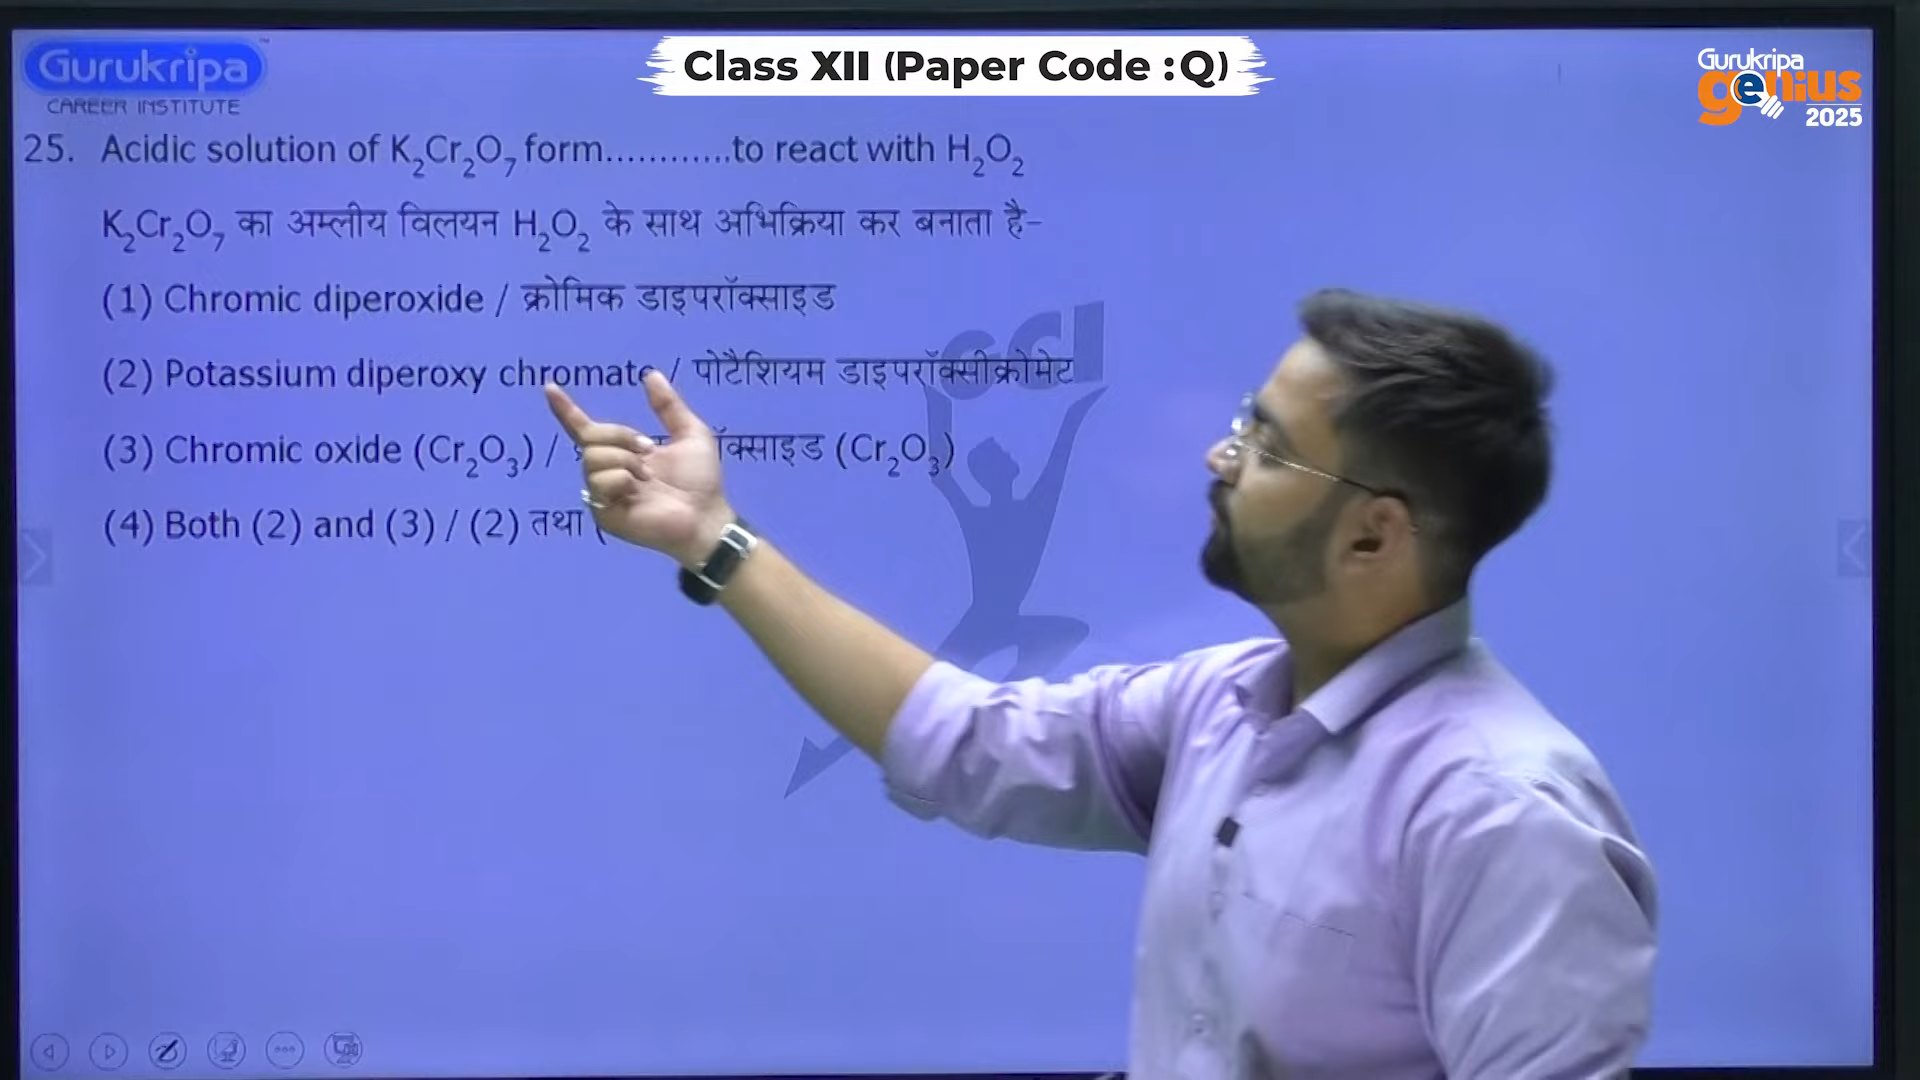 Gurukripa
CAREER INSTITUTE
Class XII (Paper Code : Q)
Gurukripa
genius
2025
25. Acidic solution of K₂Cr₂O₇ form............to react with H₂O₂
K₂Cr₂O₇ का अम्लीय विलयन H₂O₂ के साथ अभिक्रिया कर बनाता है-
(1) Chromic diperoxide / क्रोमिक डाइपरॉक्साइड
(2) Potassium diperoxy chromate / पोटैशियम डाइपरॉक्सीक्रोमेट
(3) Chromic oxide (Cr₂O₃) / (Cr₂O₃)
(4) Both (2) and (3) / (2) तथा
GCI